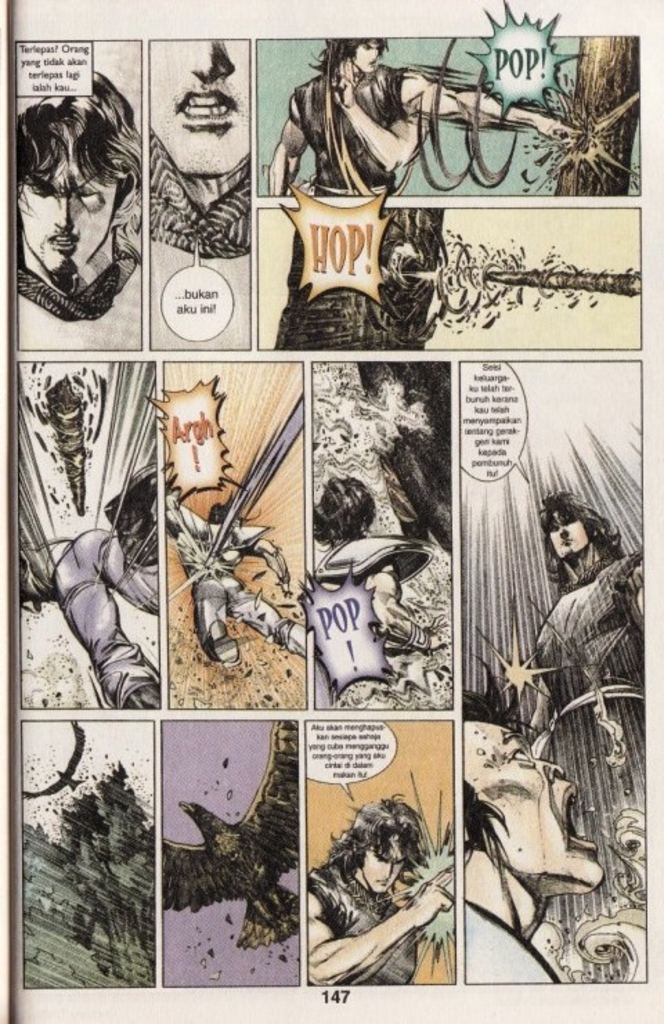 Terlepas? Orang
yang tidak akan
terlepas lagi
ialah kau...
...bukan
aku ini!
POP!
HOP!
Argh
!
POP
!
Seisi
keluarga-
ku telah ter-
bunuh kerana
kau telah
menyampaikan
tentang gerak-
geri kami
kepada
pembunuh
itu!
Aku akan menghapus-
kan sesiapa sahaja
yang cuba mengganggu
orang-orang yang aku
cintai di dalam
makan itu!
147